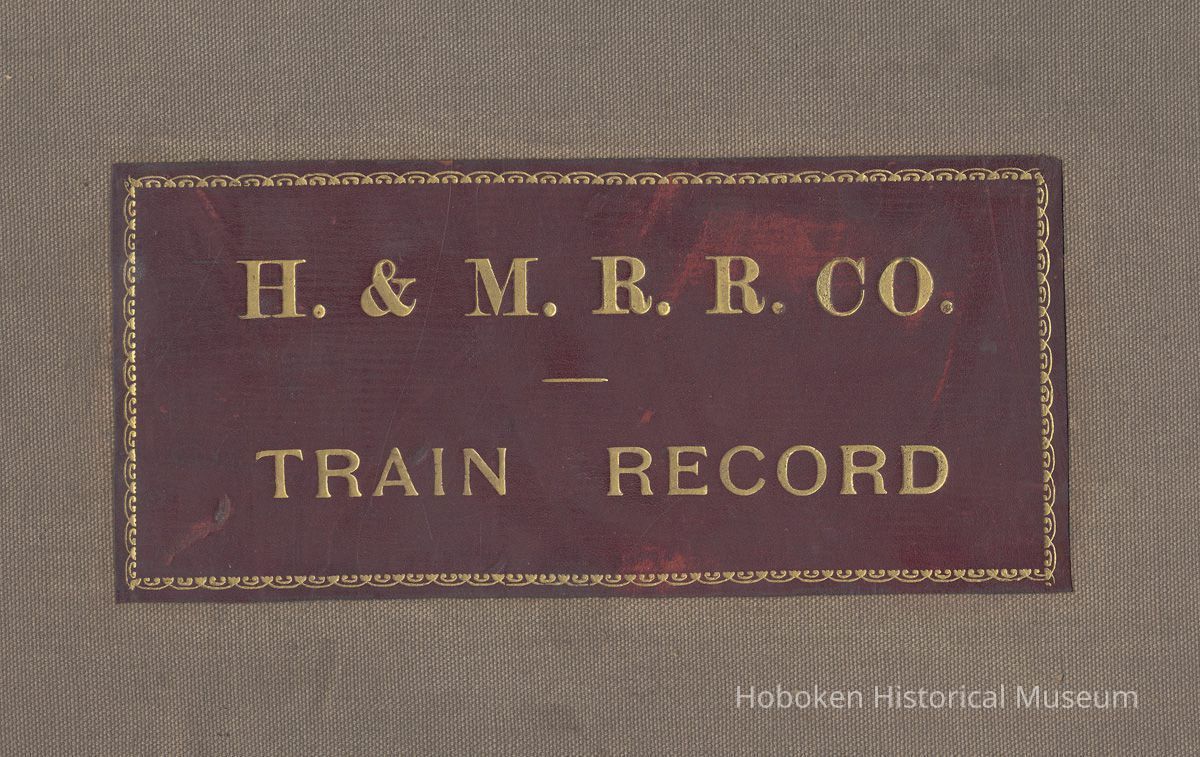 H. & M. R. R. CO.
TRAIN RECORD
Hoboken Historical Museum